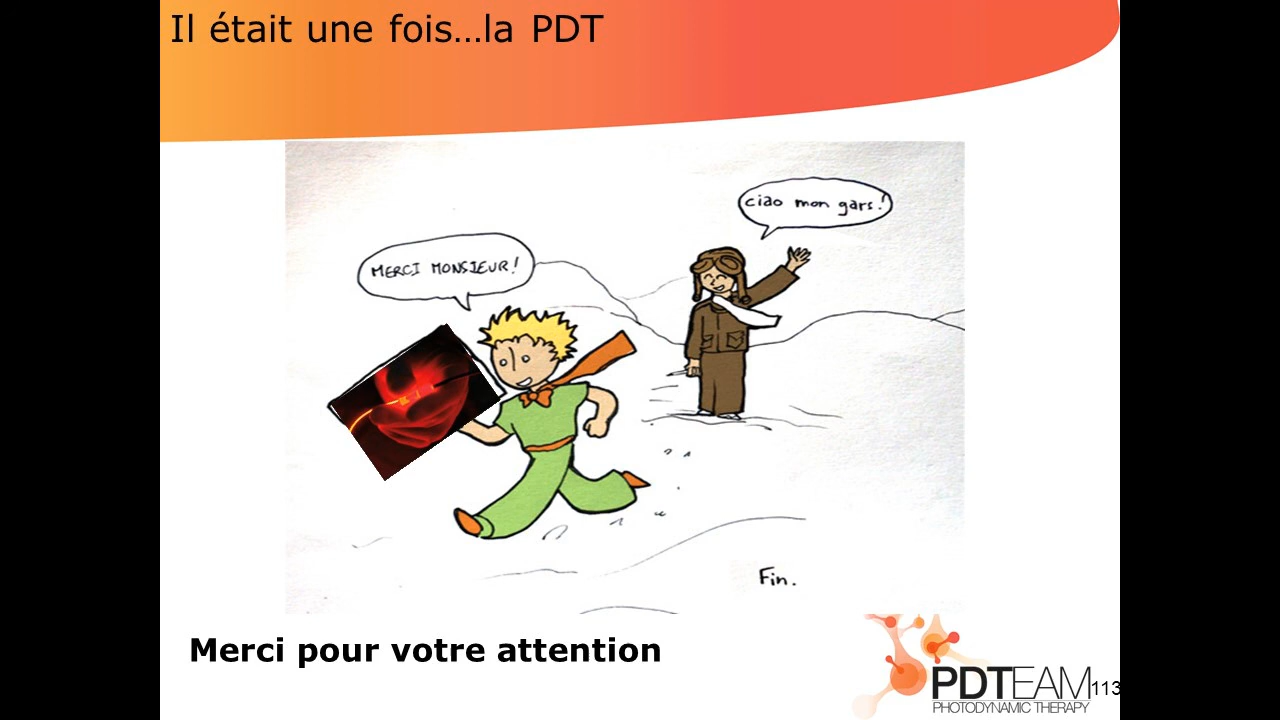 Il était une fois…la PDT
ciao mon gars!
MERCI MONSIEUR!
Fin.
Merci pour votre attention
PDTEAM
113
PHOTODYNAMIC THERAPY